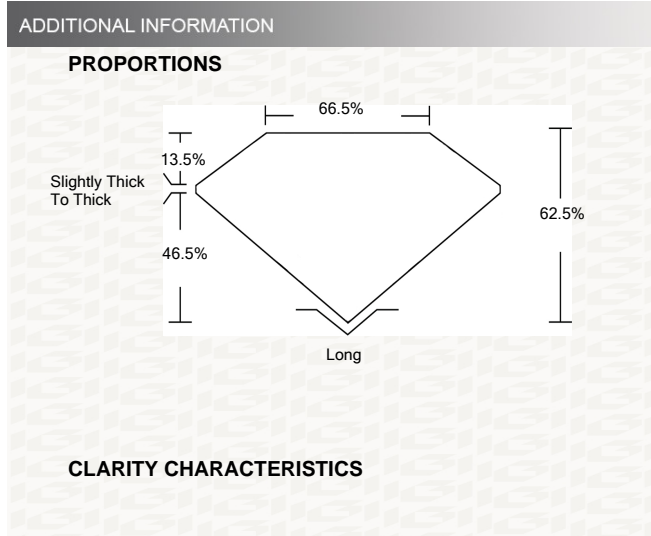 ADDITIONAL INFORMATION
PROPORTIONS
66.5%
13.5%
Slightly Thick
To Thick
62.5%
46.5%
Long
CLARITY CHARACTERISTICS